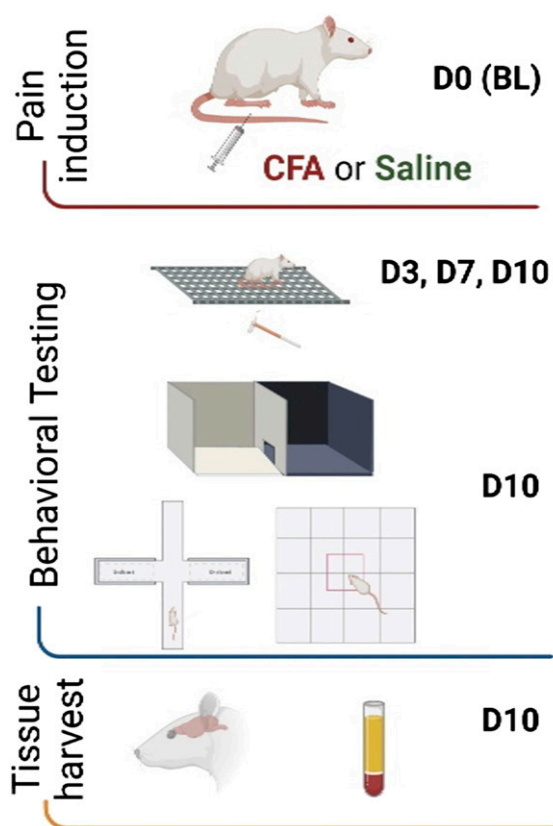 Pain
induction
D0 (BL)
CFA or Saline
Behavioral Testing
D3, D7, D10
D10
Tissue
harvest
D10